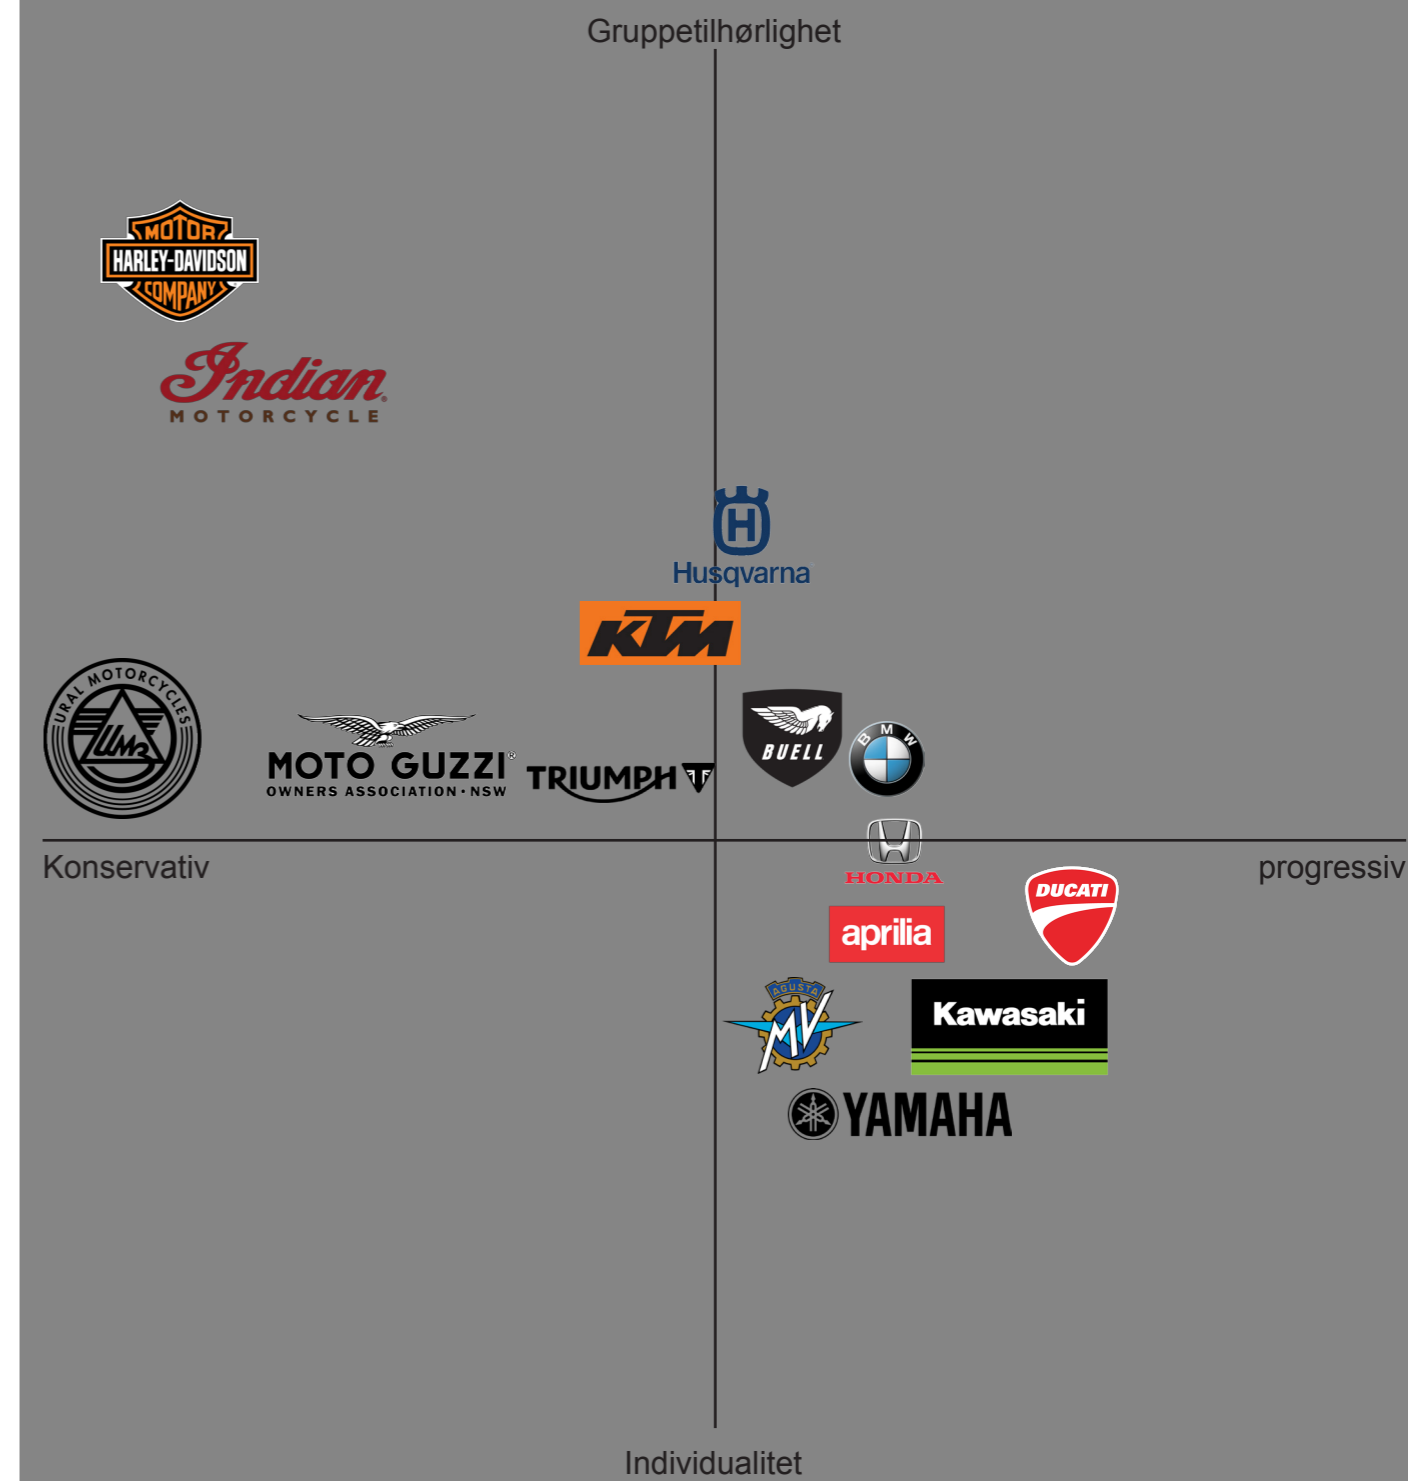 Gruppetilhørlighet
MOTOR
HARLEY-DAVIDSON
COMPANY
Indian
MOTORCYCLE
H
Husqvarna
KTM
URAL MOTORCYCLES
MOTO GUZZI®
OWNERS ASSOCIATION • NSW
TRIUMPH
BUELL
BMW
HONDA
Konservativ
progressiv
DUCATI
aprilia
AGUSTA
MV
Kawasaki
YAMAHA
Individualitet